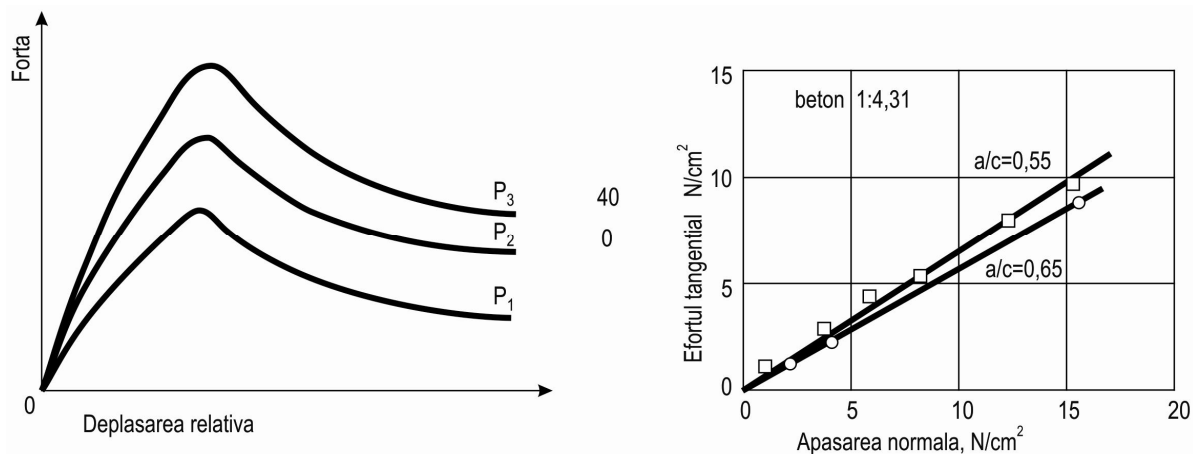 Forta
P₃
P₂
P₁
0
Deplasarea relativa
40
0
Efortul tangential N/cm²
15
10
5
0
beton 1:4,31
a/c=0,55
a/c=0,65
0 5 10 15 20
Apasarea normala, N/cm²